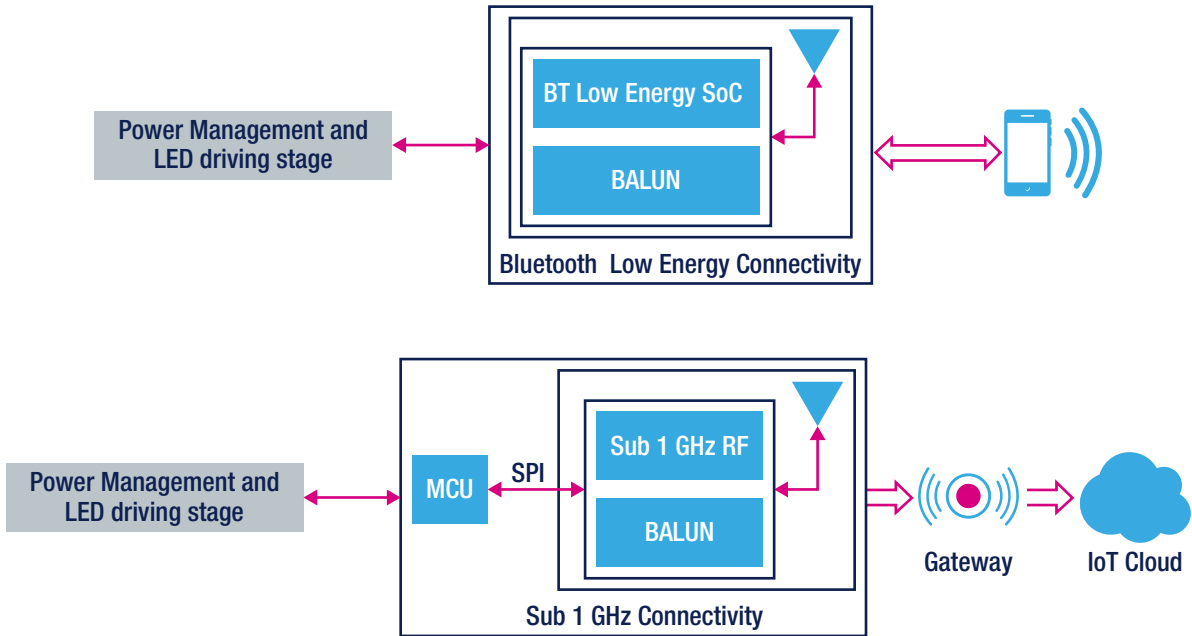 BT Low Energy SoC
Power Management and
LED driving stage
BALUN
Bluetooth Low Energy Connectivity
Sub 1 GHz RF
SPI
MCU
Power Management and
LED driving stage
BALUN
Gateway
IoT Cloud
Sub 1 GHz Connectivity